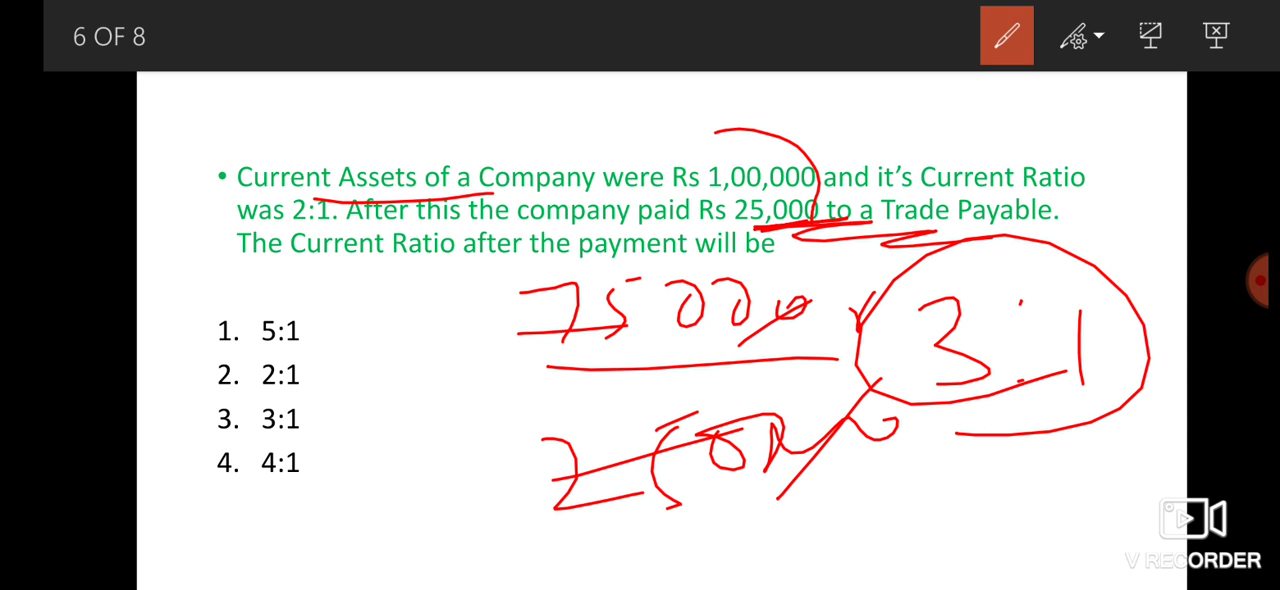 6 OF 8
• Current Assets of a Company were Rs 1,00,000 and it's Current Ratio
was 2:1. After this the company paid Rs 25,000 to a Trade Payable.
The Current Ratio after the payment will be
75000
3:1
25000
1. 5:1
2. 2:1
3. 3:1
4. 4:1
V RECORDER